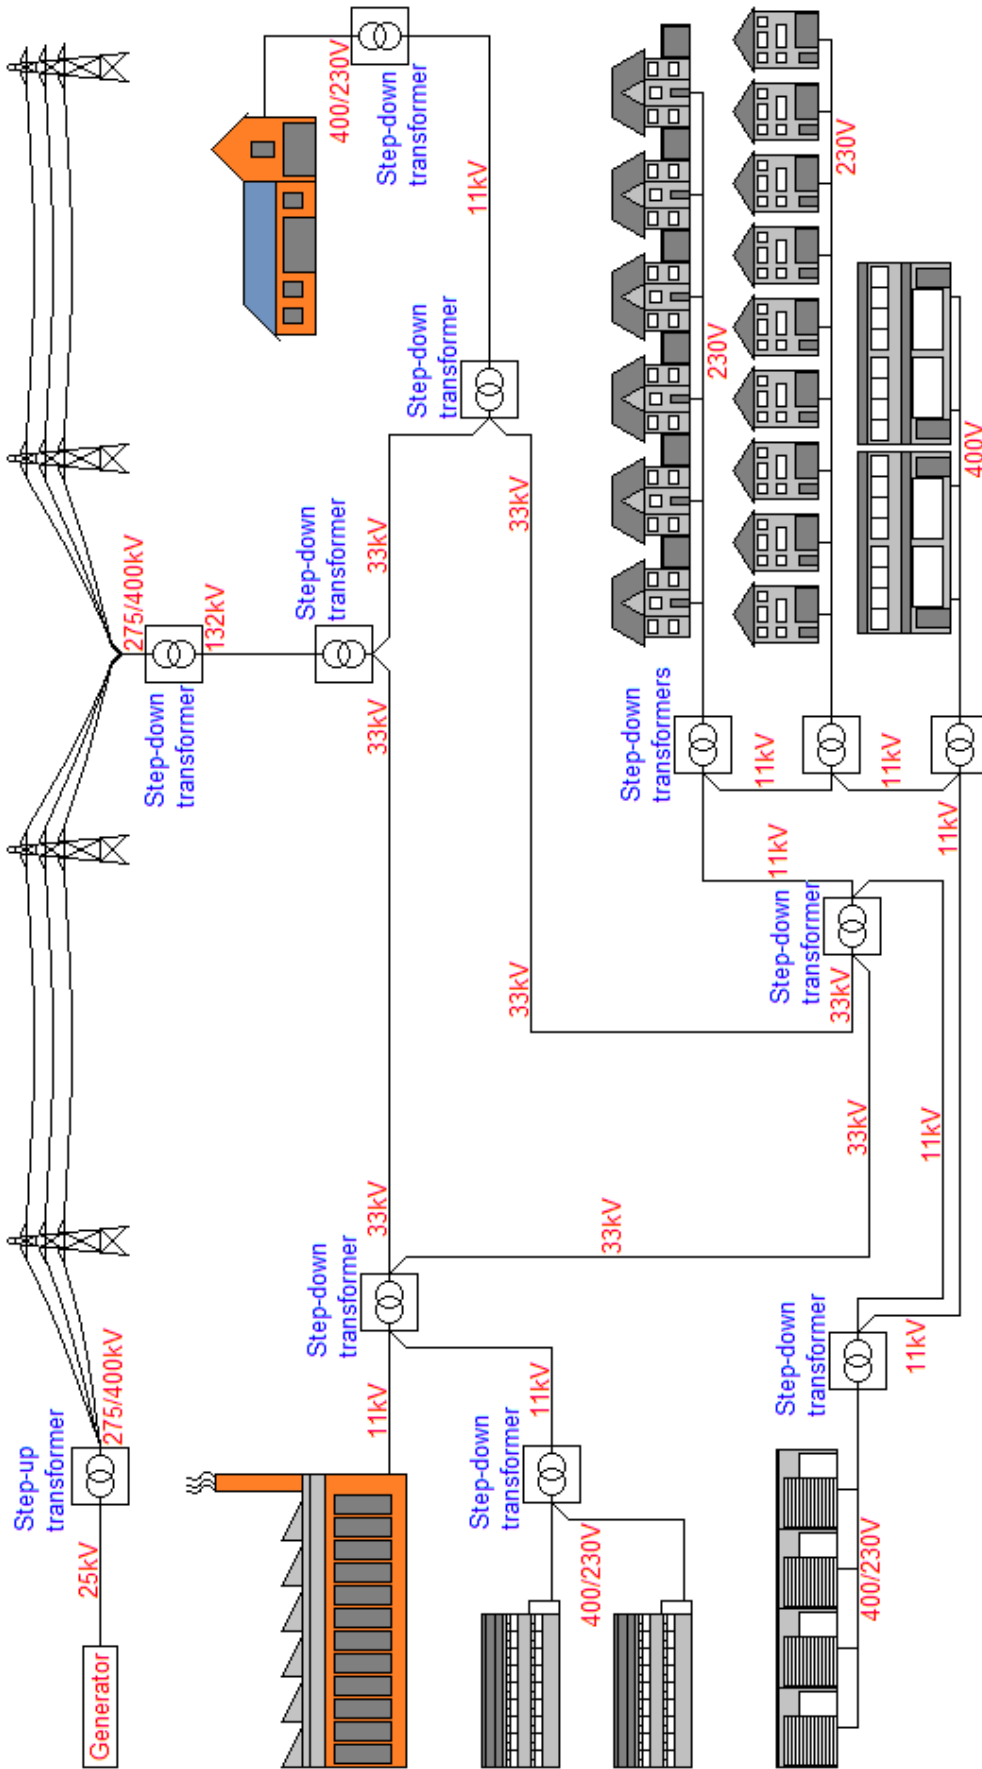 Generator
25kV
Step-up
transformer
275/400kV
275/400kV
Step-down
transformer
132kV
Step-down
transformer
33kV
33kV
400/230V
Step-down
transformer
11kV
Step-down
transformer
33kV
33kV
Step-down
transformer
11kV
33kV
11kV
Step-down
transformer
400/230V
33kV
33kV
33kV
Step-down
transformer
11kV
Step-down
transformers
230V
11kV
230V
11kV
400V
11kV
11kV
Step-down
transformer
11kV
400/230V